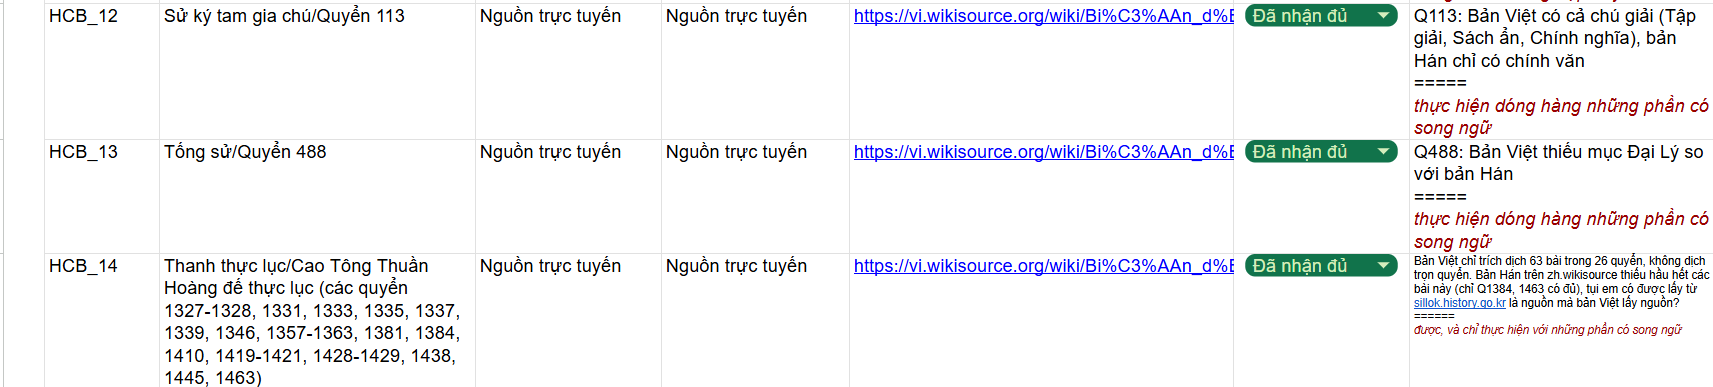 HCB_12
Sử ký tam gia chú/Quyển 113
Nguồn trực tuyến
Nguồn trực tuyến
https://vi.wikisource.org/wiki/Bi%C3%AAn_d%E
Đã nhận đủ
Q113: Bản Việt có cả chú giải (Tập
giải, Sách ẩn, Chính nghĩa), bản
Hán chỉ có chính văn
=====
thực hiện dóng hàng những phần có
song ngữ
HCB_13
Tống sử/Quyển 488
Nguồn trực tuyến
Nguồn trực tuyến
https://vi.wikisource.org/wiki/Bi%C3%AAn_d%E
Đã nhận đủ
Q488: Bản Việt thiếu mục Đại Lý so
với bản Hán
=====
thực hiện dóng hàng những phần có
song ngữ
HCB_14
Thanh thực lục/Cao Tông Thuần
Hoàng đế thực lục (các quyển
1327-1328, 1331, 1333, 1335, 1337,
1339, 1346, 1357-1363, 1381, 1384,
1410, 1419-1421, 1428-1429, 1438,
1445, 1463)
Nguồn trực tuyến
Nguồn trực tuyến
https://vi.wikisource.org/wiki/Bi%C3%AAn_d%E
Đã nhận đủ
Bản Việt chỉ trích dịch 63 bài trong 26 quyển, không dịch
trọn quyển. Bản Hán trên zh.wikisource thiếu hầu hết các
bài này (chỉ Q1384, 1463 có đủ), tụi em có được lấy từ
sillok.history.go.kr là nguồn mà bản Việt lấy nguồn?
======
được, và chỉ thực hiện với những phần có song ngữ